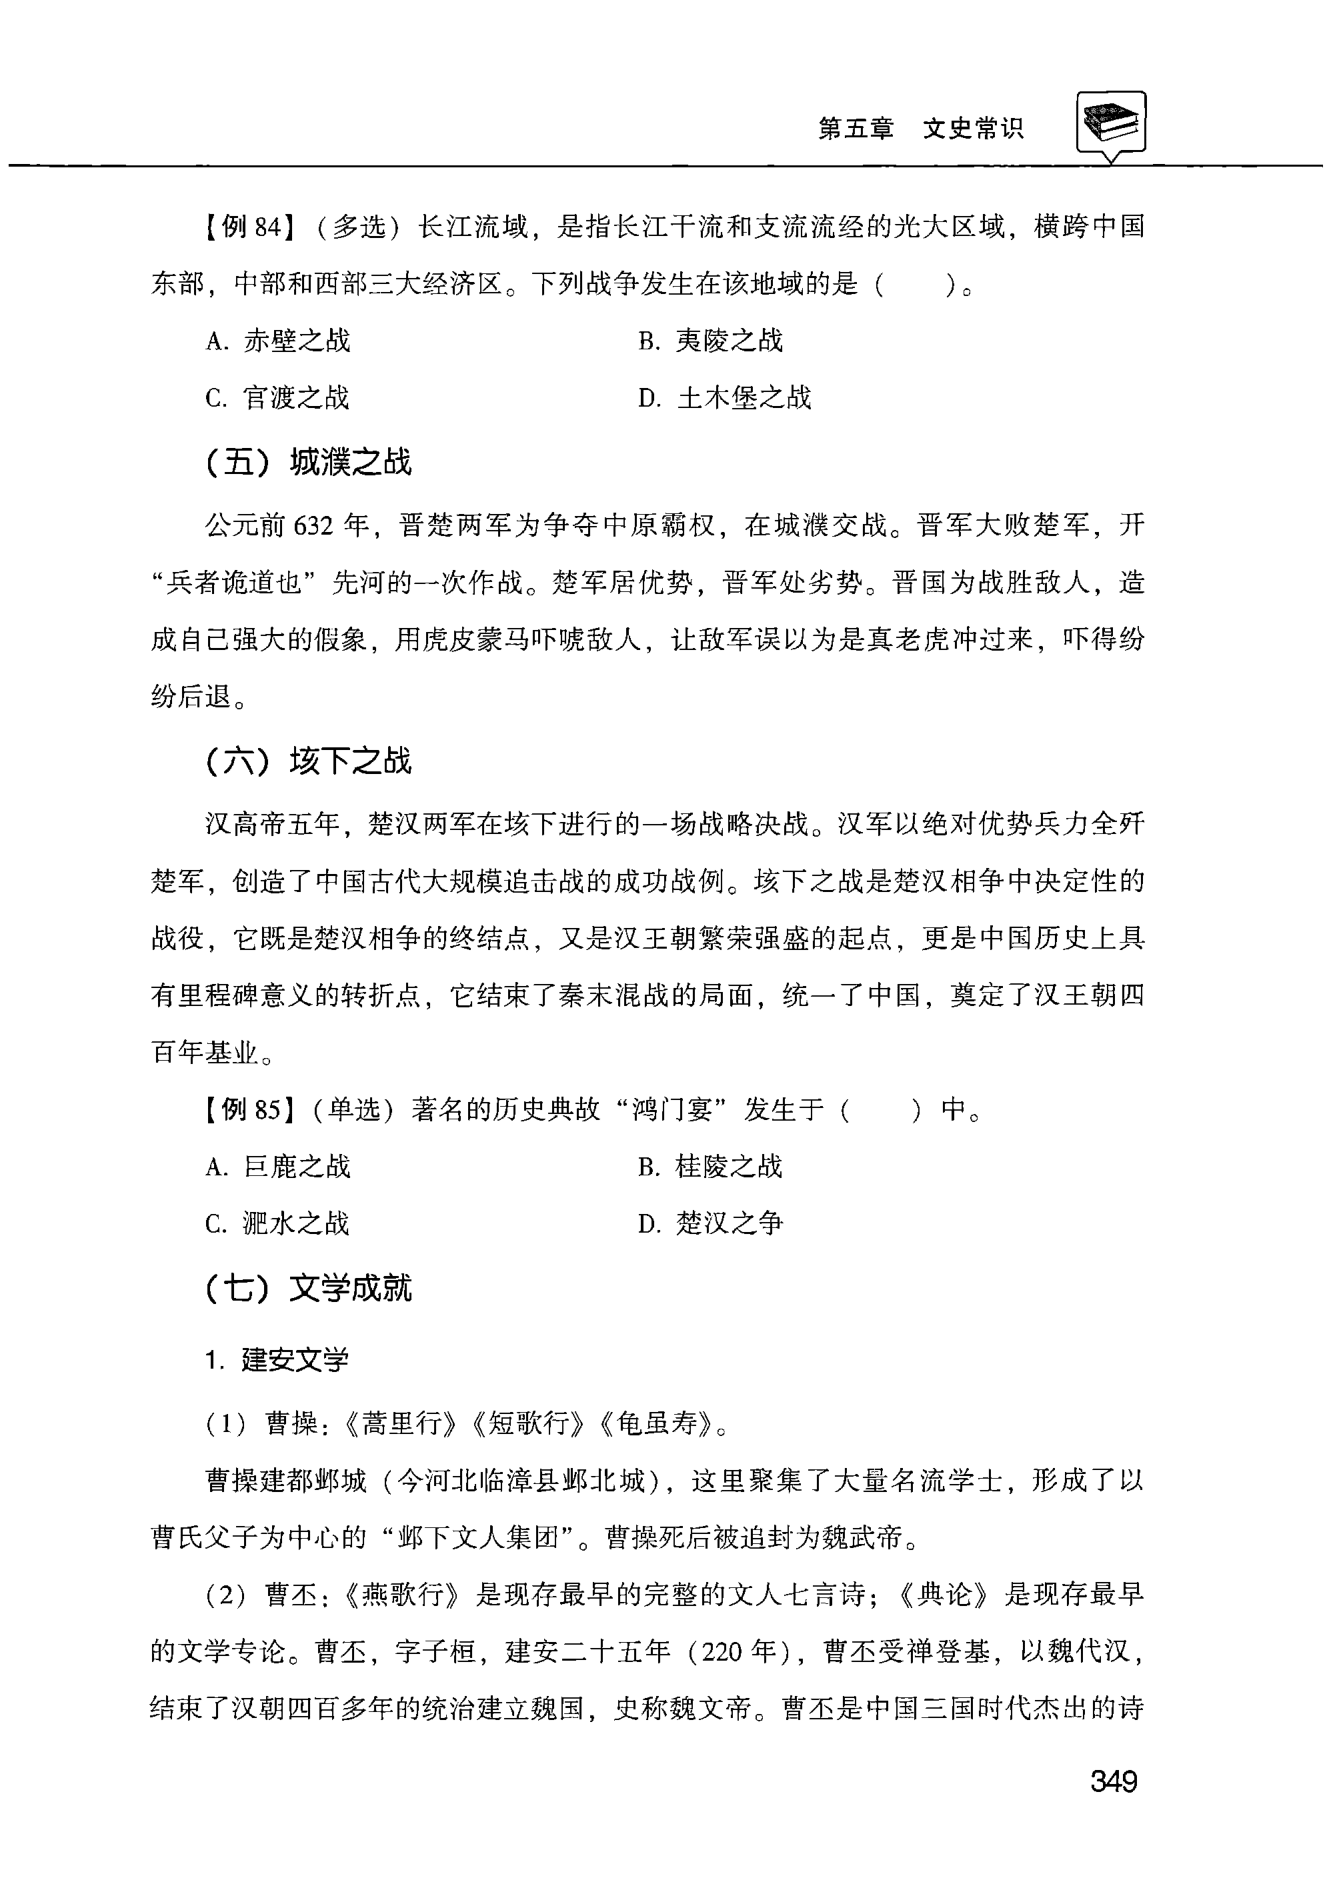 第五章 文史常识
【例 84】（多选）长江流域，是指长江干流和支流流经的光大区域，横跨中国
东部，中部和西部三大经济区。下列战争发生在该地域的是（  ）。
A. 赤壁之战 B. 夷陵之战
C. 官渡之战 D. 土木堡之战
（五）城濮之战
公元前 632 年，晋楚两军为争夺中原霸权，在城濮交战。晋军大败楚军，开
“兵者诡道也”先河的一次作战。楚军居优势，晋军处劣势。晋国为战胜敌人，造
成自己强大的假象，用虎皮蒙马吓唬敌人，让敌军误以为是真老虎冲过来，吓得纷
纷后退。
（六）垓下之战
汉高帝五年，楚汉两军在垓下进行的一场战略决战。汉军以绝对优势兵力全歼
楚军，创造了中国古代大规模追击战的成功战例。垓下之战是楚汉相争中决定性的
战役，它既是楚汉相争的终结点，又是汉王朝繁荣强盛的起点，更是中国历史上具
有里程碑意义的转折点，它结束了秦末混战的局面，统一了中国，奠定了汉王朝四
百年基业。
【例 85】（单选）著名的历史典故“鸿门宴”发生于（  ）中。
A. 巨鹿之战 B. 桂陵之战
C. 淝水之战 D. 楚汉之争
（七）文学成就
1. 建安文学
（1）曹操：《蒿里行》《短歌行》《龟虽寿》。
曹操建都邺城（今河北临漳县邺北城），这里聚集了大量名流学士，形成了以
曹氏父子为中心的“邺下文人集团”。曹操死后被追封为魏武帝。
（2）曹丕：《燕歌行》是现存最早的完整的文人七言诗；《典论》是现存最早
的文学专论。曹丕，字子桓，建安二十五年（220 年），曹丕受禅登基，以魏代汉，
结束了汉朝四百多年的统治建立魏国，史称魏文帝。曹丕是中国三国时代杰出的诗
349